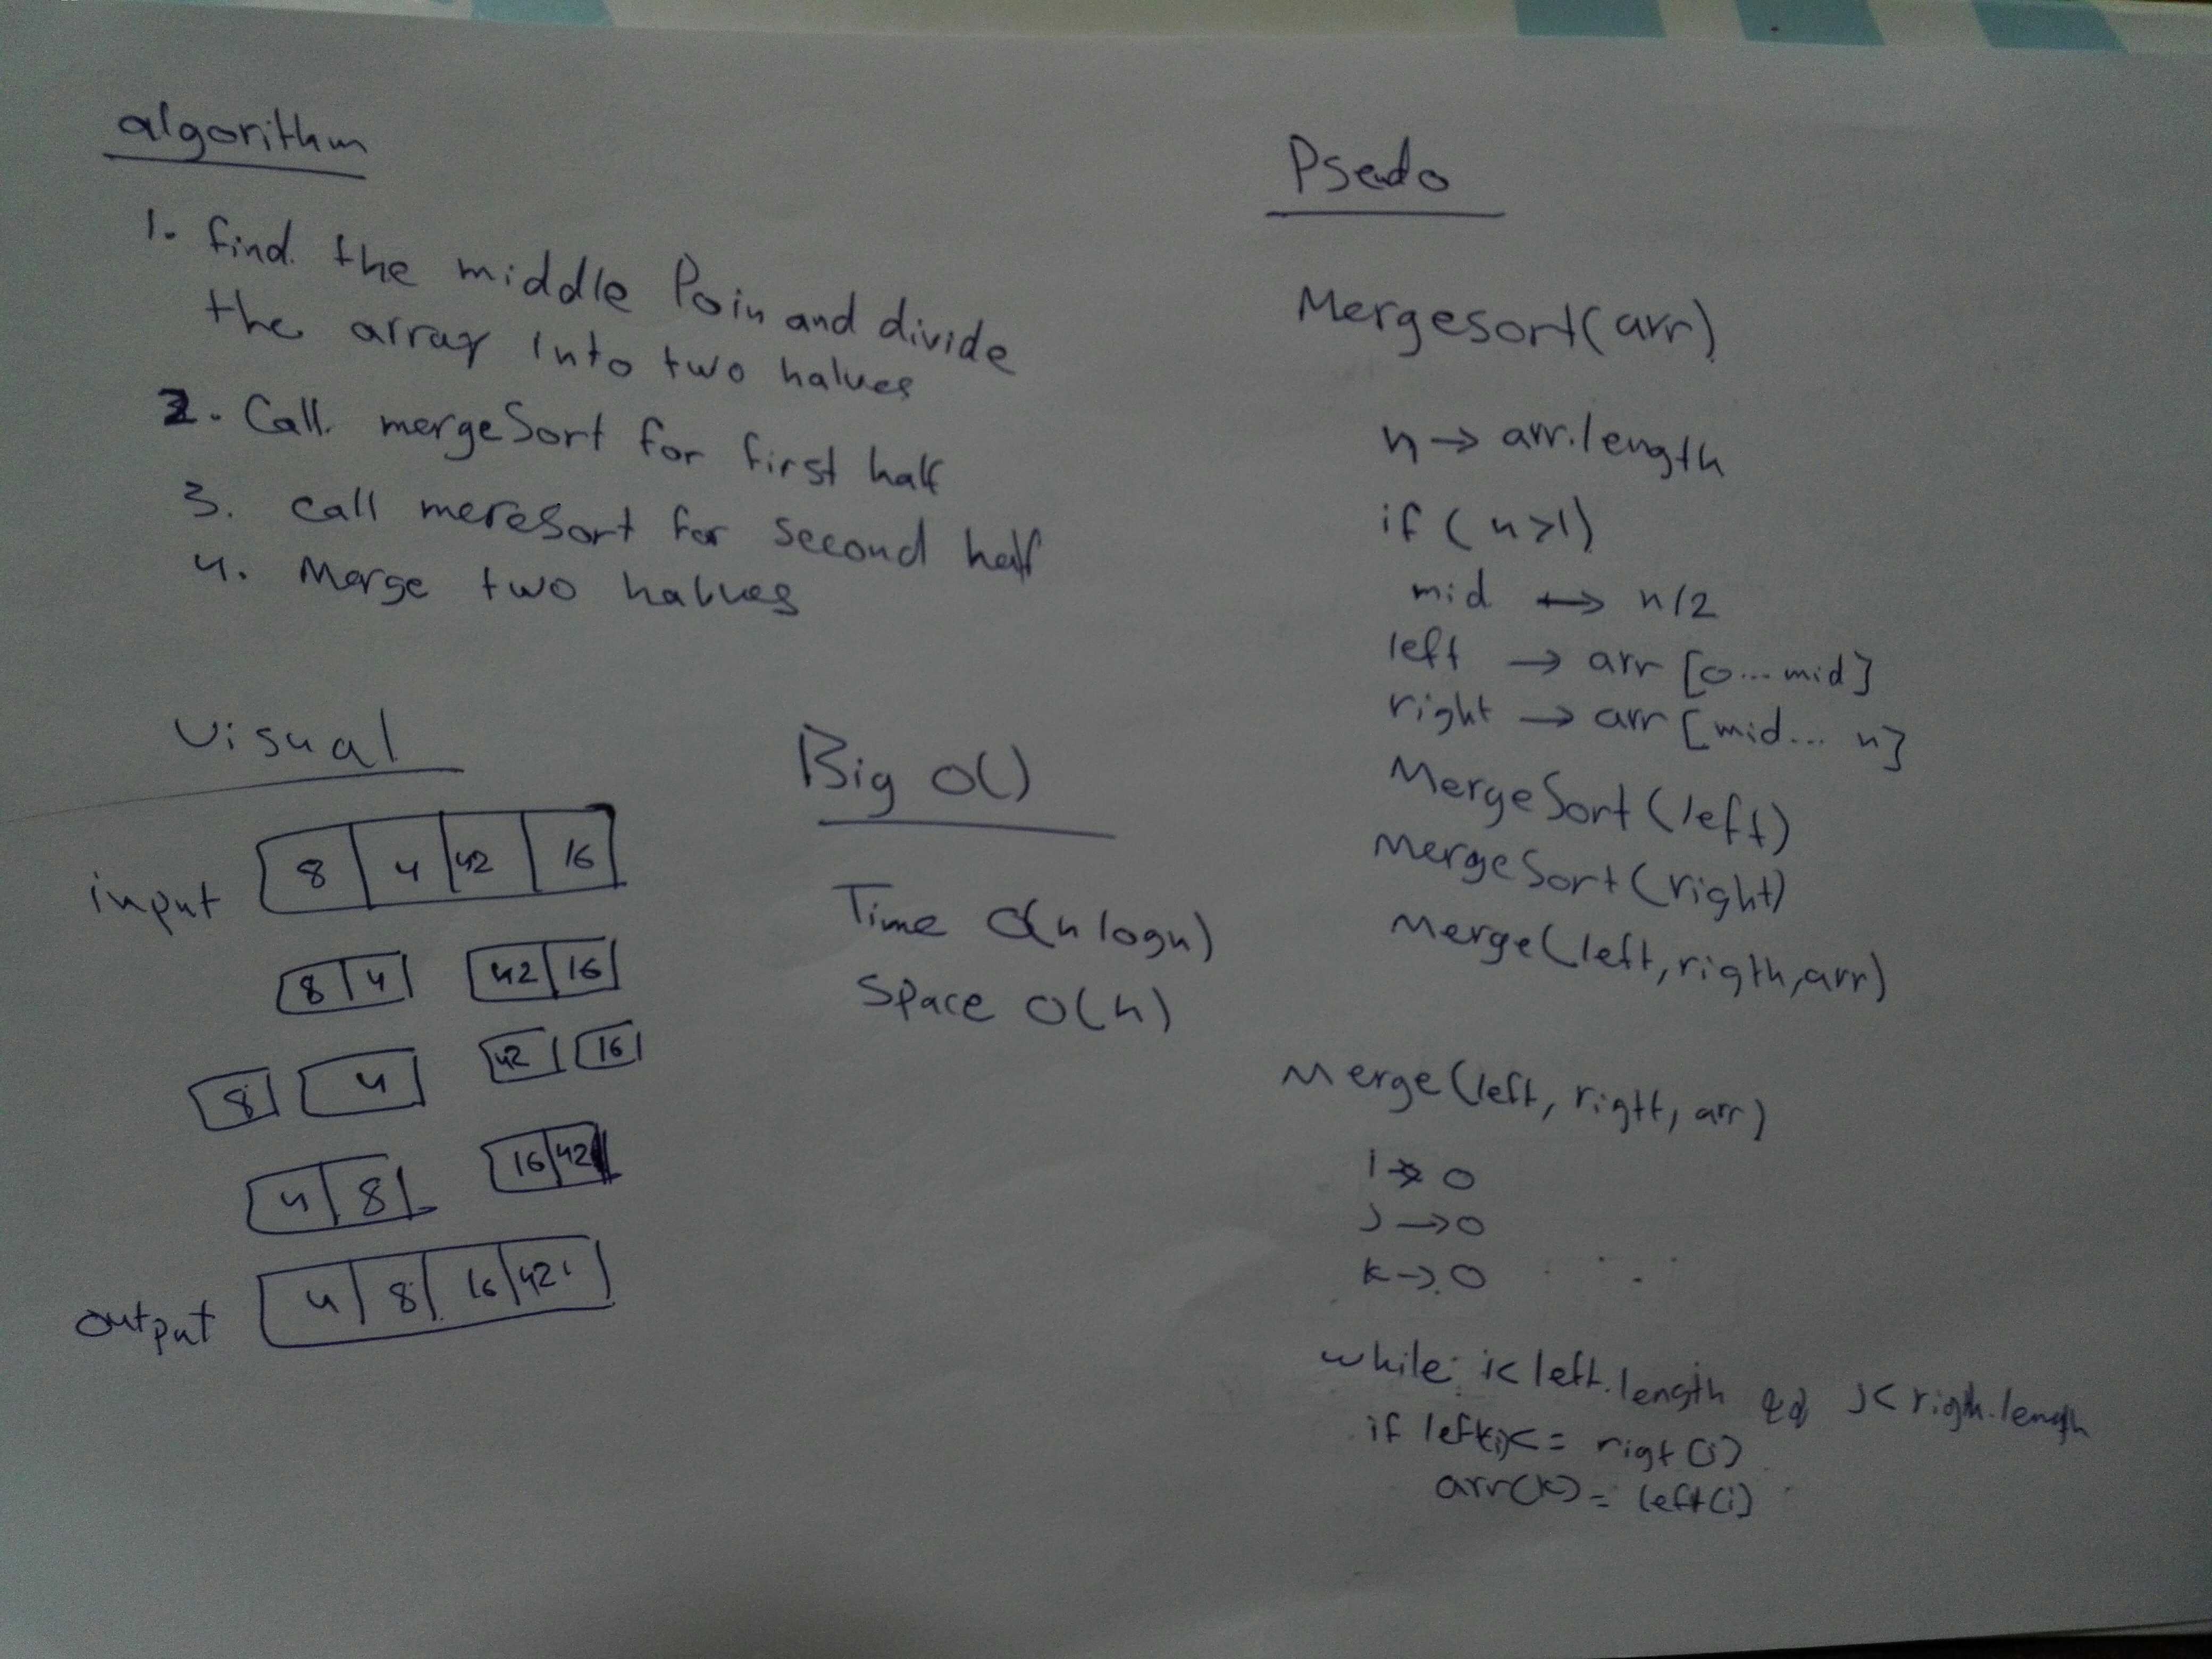 algorithm
1. find the middle Poin and divide
the array into two halves
2. Call mergeSort for first half
3. call mereSort for second half
4. Merge two halves
visual
input 8 4 42 16
8 4 42 16
8 4 42 16
4 8 16 42
output 4 8 16 42
Big O()
Time O(n logn)
Space O(n)
Psedo
Mergesort(arr)
n → arr.length
if (n>1)
mid → n/2
left → arr [0...mid]
right → arr [mid... n]
MergeSort(left)
MergeSort(right)
Merge(left,rigth,arr)
Merge(left, right, arr)
i → 0
j → 0
k → 0
while i< left.length && j< righ.length
if left(i)<= rigt(j)
arr(k) = left(i)